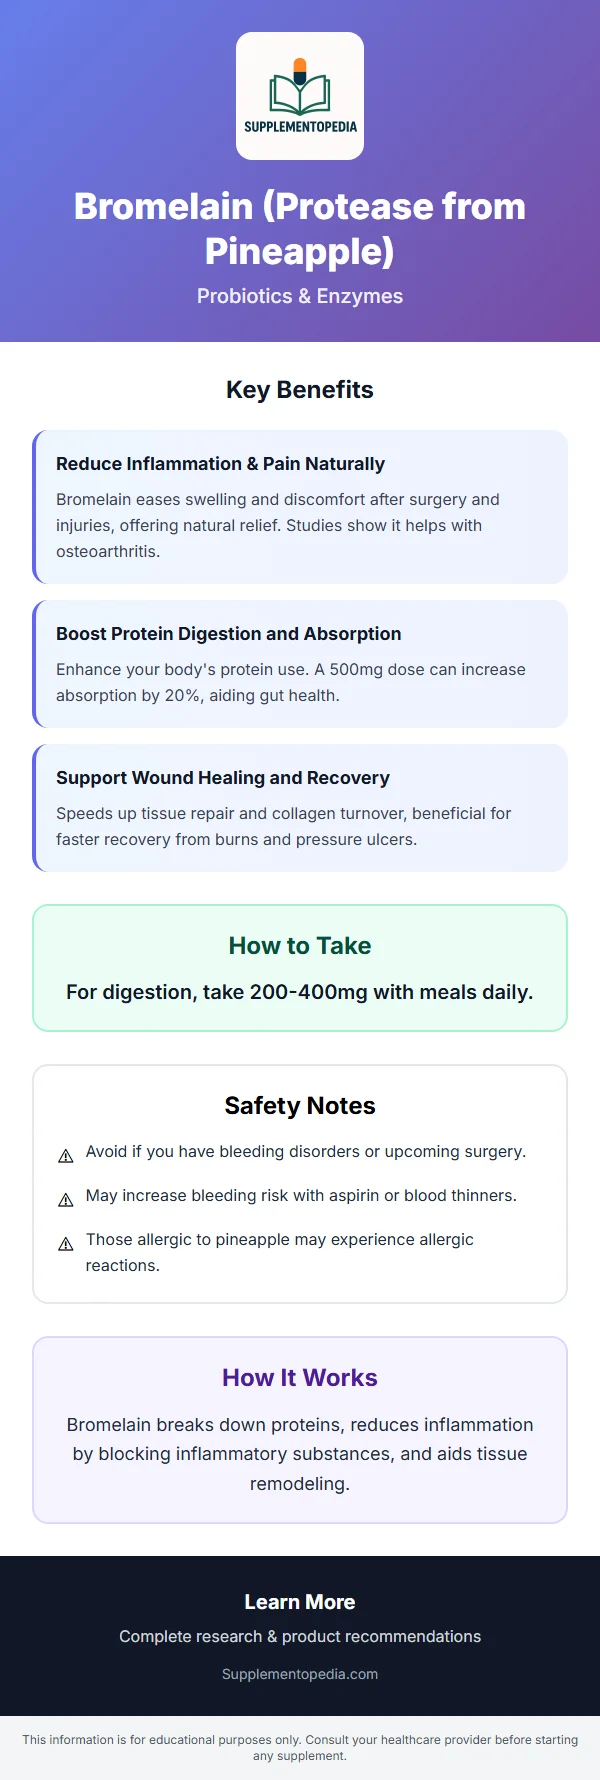 SUPPLEMENTOPEDIA
Bromelain (Protease from
Pineapple)
Probiotics & Enzymes
Key Benefits
Reduce Inflammation & Pain Naturally
Bromelain eases swelling and discomfort after surgery and
injuries, offering natural relief. Studies show it helps with
osteoarthritis.
Boost Protein Digestion and Absorption
Enhance your body's protein use. A 500mg dose can increase
absorption by 20%, aiding gut health.
Support Wound Healing and Recovery
Speeds up tissue repair and collagen turnover, beneficial for
faster recovery from burns and pressure ulcers.
How to Take
For digestion, take 200-400mg with meals daily.
Safety Notes
Avoid if you have bleeding disorders or upcoming surgery.
May increase bleeding risk with aspirin or blood thinners.
Those allergic to pineapple may experience allergic
reactions.
How It Works
Bromelain breaks down proteins, reduces inflammation
by blocking inflammatory substances, and aids tissue
remodeling.
Learn More
Complete research & product recommendations
Supplementopedia.com
This information is for educational purposes only. Consult your healthcare provider before starting
any supplement.